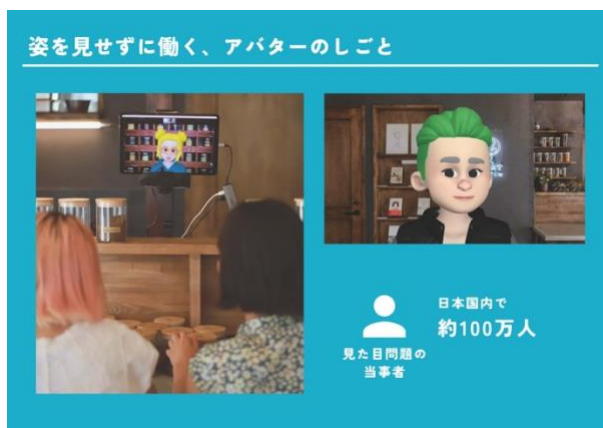 姿を見せずに働く、アバターのしごと
日本国内で
約100万人
見た目問題の
当事者